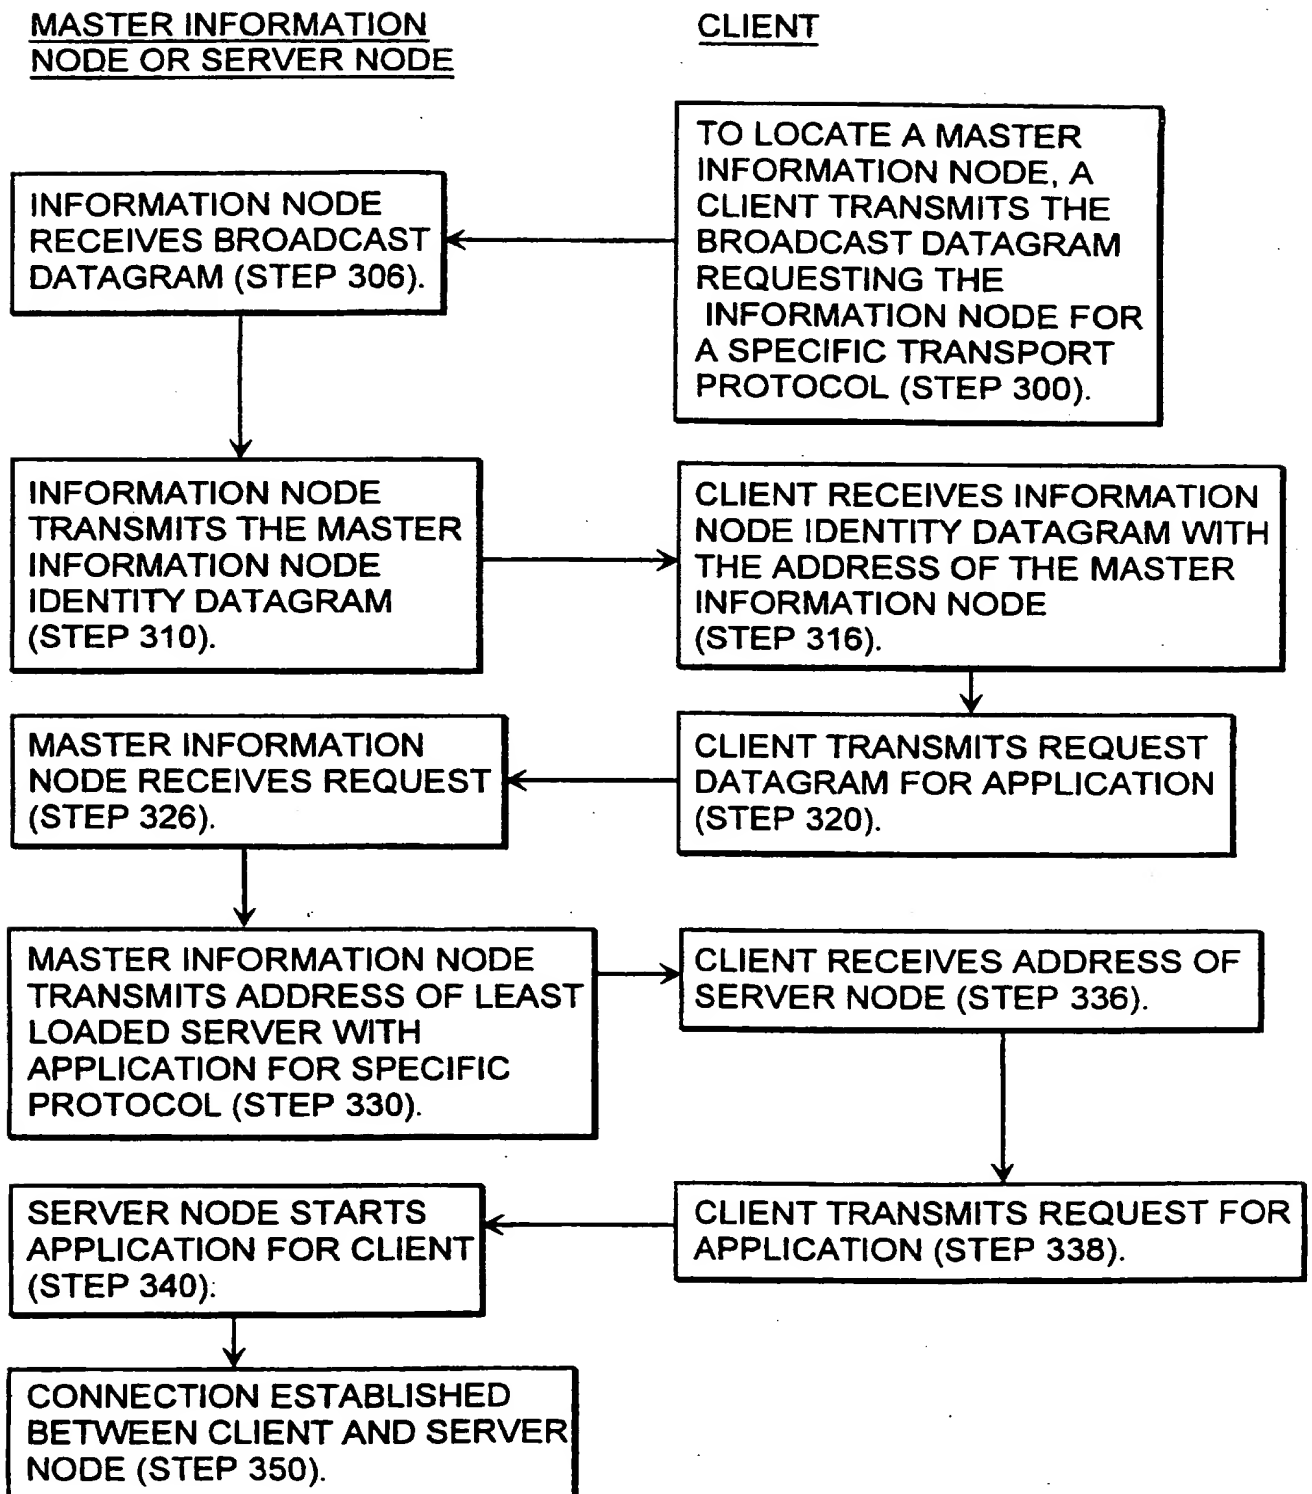 MASTER INFORMATION
NODE OR SERVER NODE
CLIENT
TO LOCATE A MASTER
INFORMATION NODE, A
CLIENT TRANSMITS THE
BROADCAST DATAGRAM
REQUESTING THE
INFORMATION NODE FOR
A SPECIFIC TRANSPORT
PROTOCOL (STEP 300).
INFORMATION NODE
RECEIVES BROADCAST
DATAGRAM (STEP 306).
INFORMATION NODE
TRANSMITS THE MASTER
INFORMATION NODE
IDENTITY DATAGRAM
(STEP 310).
CLIENT RECEIVES INFORMATION
NODE IDENTITY DATAGRAM WITH
THE ADDRESS OF THE MASTER
INFORMATION NODE
(STEP 316).
CLIENT TRANSMITS REQUEST
DATAGRAM FOR APPLICATION
(STEP 320).
MASTER INFORMATION
NODE RECEIVES REQUEST
(STEP 326).
MASTER INFORMATION NODE
TRANSMITS ADDRESS OF LEAST
LOADED SERVER WITH
APPLICATION FOR SPECIFIC
PROTOCOL (STEP 330).
CLIENT RECEIVES ADDRESS OF
SERVER NODE (STEP 336).
CLIENT TRANSMITS REQUEST FOR
APPLICATION (STEP 338).
SERVER NODE STARTS
APPLICATION FOR CLIENT
(STEP 340).
CONNECTION ESTABLISHED
BETWEEN CLIENT AND SERVER
NODE (STEP 350).